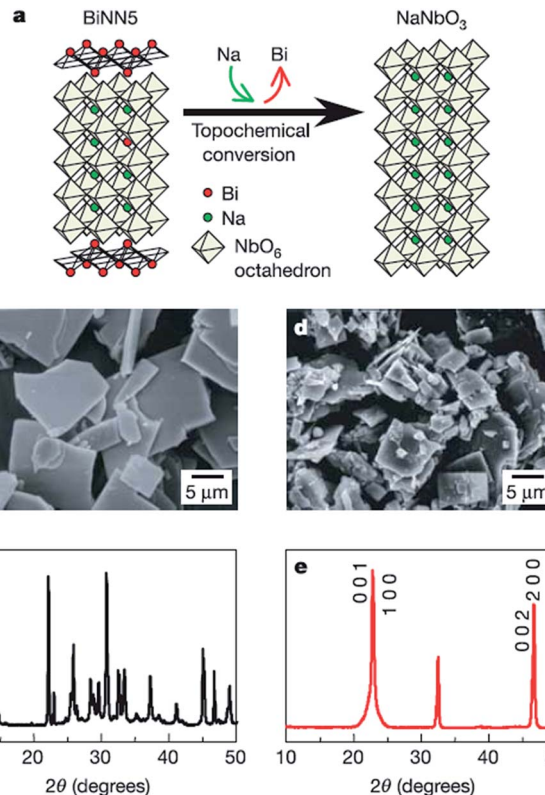 a
BiNN5
NaNbO₃
Na
Bi
Topochemical
conversion
Bi
Na
NbO₆
octahedron
5 μm
d
5 μm
20
30
40
50
2θ (degrees)
e
0 0 1
1 0 0
0 0 2
2 0 0
10
20
30
40
2θ (degrees)